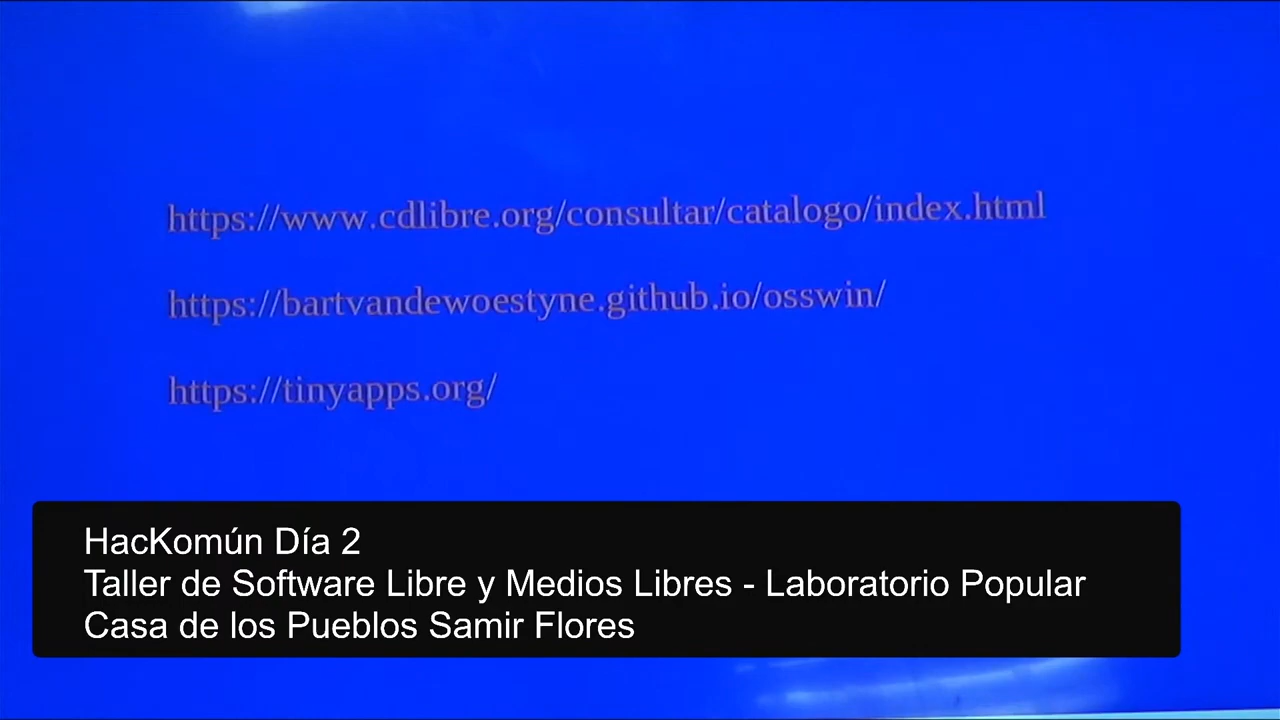 https://www.cdlibre.org/consultar/catalogo/index.html
https://bartvandewoestyne.github.io/osswin/
https://tinyapps.org/
HacKomún Día 2
Taller de Software Libre y Medios Libres - Laboratorio Popular
Casa de los Pueblos Samir Flores